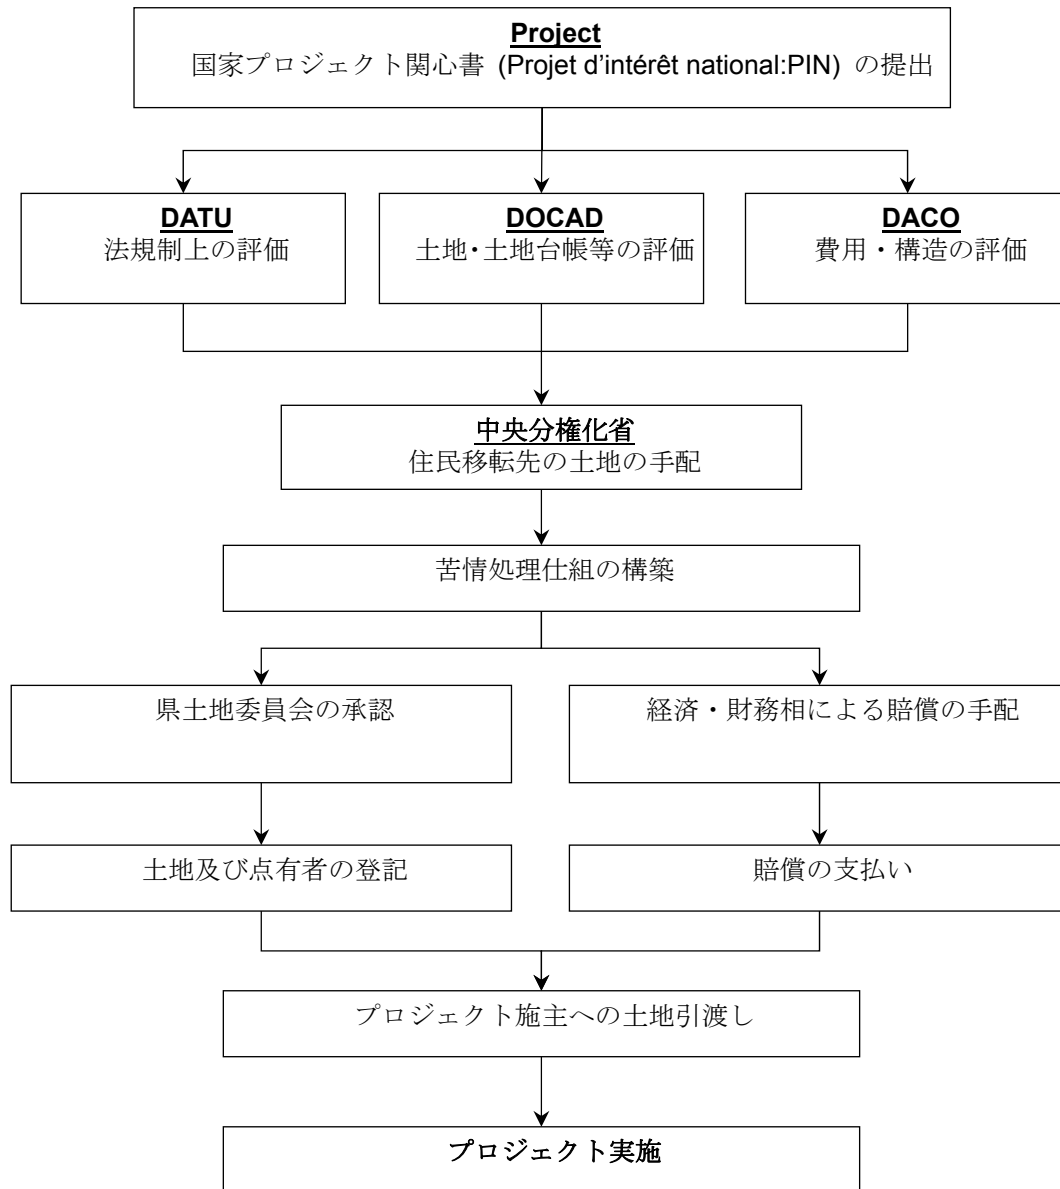 Project
国家プロジェクト関心書 (Projet d'intérêt national:PIN) の提出
DATU
法規制上の評価
DOCAD
土地・土地台帳等の評価
DACO
費用・構造の評価
中央分権化省
住民移転先の土地の手配
苦情処理仕組の構築
県土地委員会の承認
経済・財務相による賠償の手配
土地及び点有者の登記
賠償の支払い
プロジェクト施主への土地引渡し
プロジェクト実施